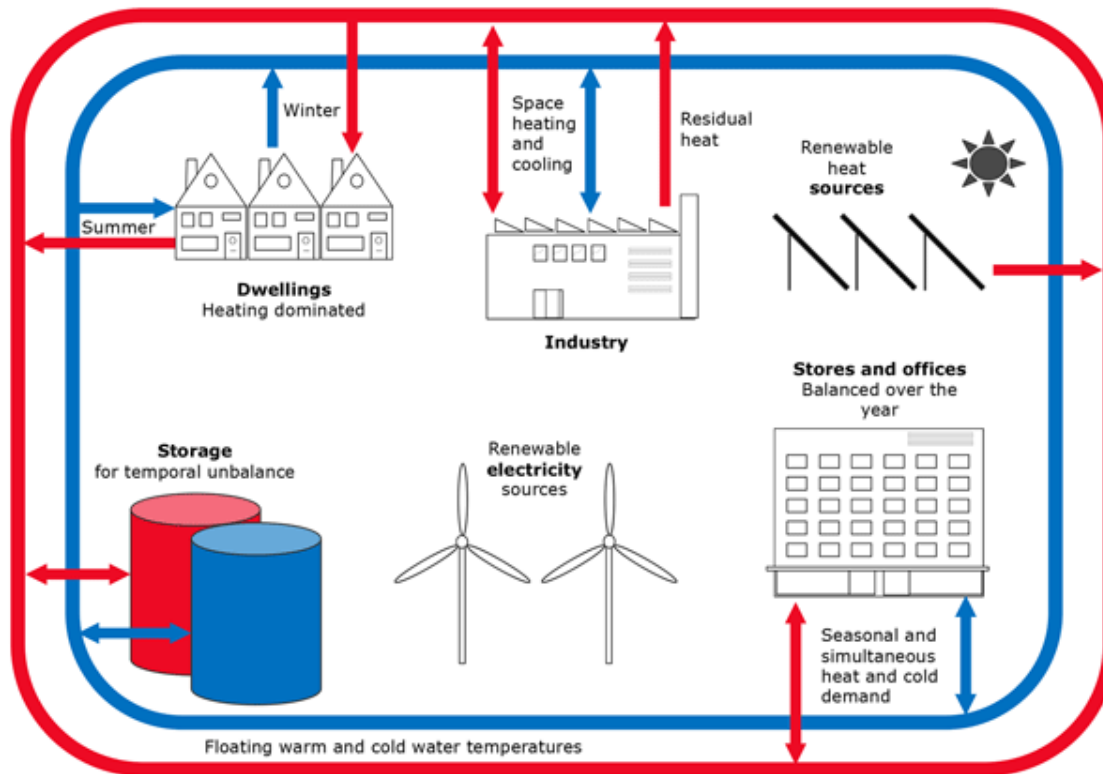 Winter
Summer
Dwellings
Heating dominated
Space
heating
and
cooling
Residual
heat
Industry
Renewable
heat
sources
Stores and offices
Balanced over the
year
Storage
for temporal unbalance
Renewable
electricity
sources
Seasonal and
simultaneous
heat and cold
demand
Floating warm and cold water temperatures